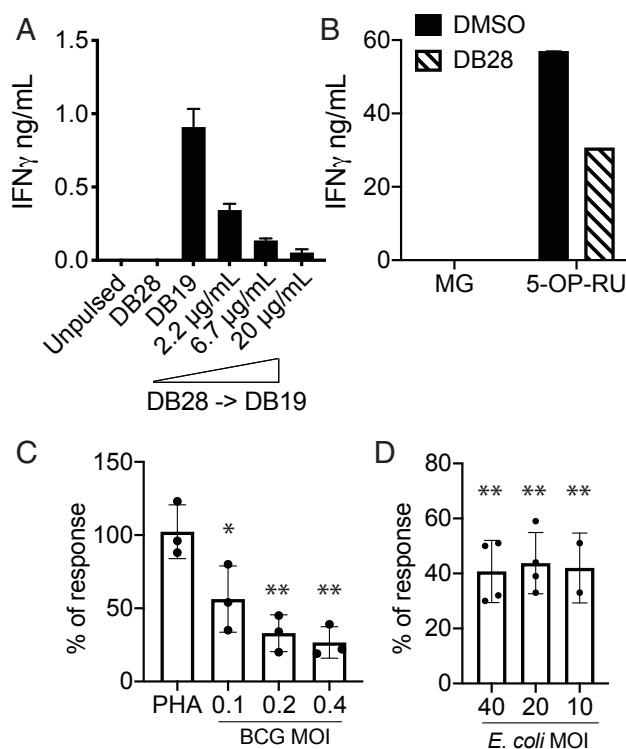 A
IFNγ ng/mL
1.5
1.0
0.5
0.0
Unpulsed
DB28
DB19
2.2 µg/mL
6.7 µg/mL
20 µg/mL
DB28 -> DB19
B
DMSO
DB28
IFNγ ng/mL
60
40
20
0
MG 5-OP-RU
C
% of response
150
100
50
0
*
**
**
PHA 0.1 0.2 0.4
BCG MOI
D
% of response
80
60
40
20
0
** ** **
40 20 10
E. coli MOI